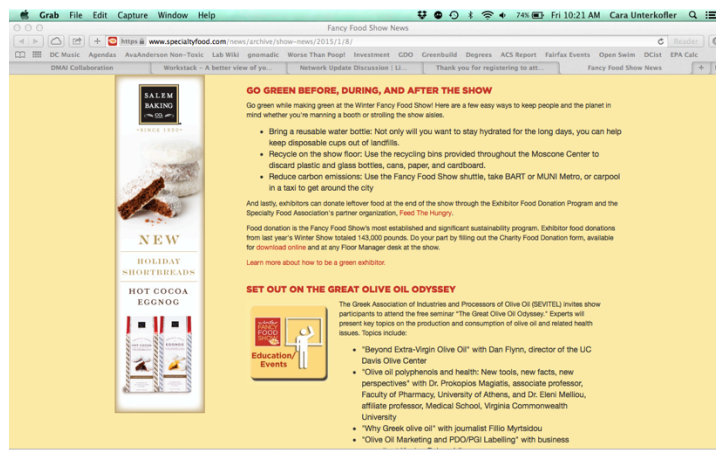 Grab File Edit Capture Window Help
74% Fri 10:21 AM Cara Unterkofler
Fancy Food Show News
https www.specialtyfood.com/news/archive/show-news/2015/1/8/
Reader
DC Music Agendas AvaAnderson Non-Toxic Lab Wiki gnomadic Worse Than Poop! Investment GDO Greenbuild Degrees ACS Report Fairfax Events Open Swim DCist EPA Calc
DMAI Collaboration
Workstack – A better view of yo...
Network Update Discussion | Li...
Thank you for registering to att...
Fancy Food Show News
SALEM
BAKING
CO.
•SINCE 1930•
NEW
HOLIDAY
SHORTBREADS
HOT COCOA
EGGNOG
GO GREEN BEFORE, DURING, AND AFTER THE SHOW
Go green while making green at the Winter Fancy Food Show! Here are a few easy ways to keep people and the planet in
mind whether you're manning a booth or strolling the show aisles.
• Bring a reusable water bottle: Not only will you want to stay hydrated for the long days, you can help
keep disposable cups out of landfills.
• Recycle on the show floor: Use the recycling bins provided throughout the Moscone Center to
discard plastic and glass bottles, cans, paper, and cardboard.
• Reduce carbon emissions: Use the Fancy Food Show shuttle, take BART or MUNI Metro, or carpool
in a taxi to get around the city
And lastly, exhibitors can donate leftover food at the end of the show through the Exhibitor Food Donation Program and the
Specialty Food Association's partner organization, Feed The Hungry.
Food donation is the Fancy Food Show's most established and significant sustainability program. Exhibitor food donations
from last year's Winter Show totaled 143,000 pounds. Do your part by filling out the Charity Food Donation form, available
for download online and at any Floor Manager desk at the show.
Learn more about how to be a green exhibitor.
SET OUT ON THE GREAT OLIVE OIL ODYSSEY
winter
FANCY
FOOD
SHOW
Education/
Events
The Greek Association of Industries and Processors of Olive Oil (SEVITEL) invites show
participants to attend the free seminar "The Great Olive Oil Odyssey." Experts will
present key topics on the production and consumption of olive oil and related health
issues. Topics include:
• "Beyond Extra-Virgin Olive Oil" with Dan Flynn, director of the UC
Davis Olive Center
• "Olive oil polyphenols and health: New tools, new facts, new
perspectives" with Dr. Prokopios Magiatis, associate professor,
Faculty of Pharmacy, University of Athens, and Dr. Eleni Melliou,
affiliate professor, Medical School, Virginia Commonwealth
University
• "Why Greek olive oil" with journalist Filio Myrtsidou
• "Olive Oil Marketing and PDO/PGI Labelling" with business